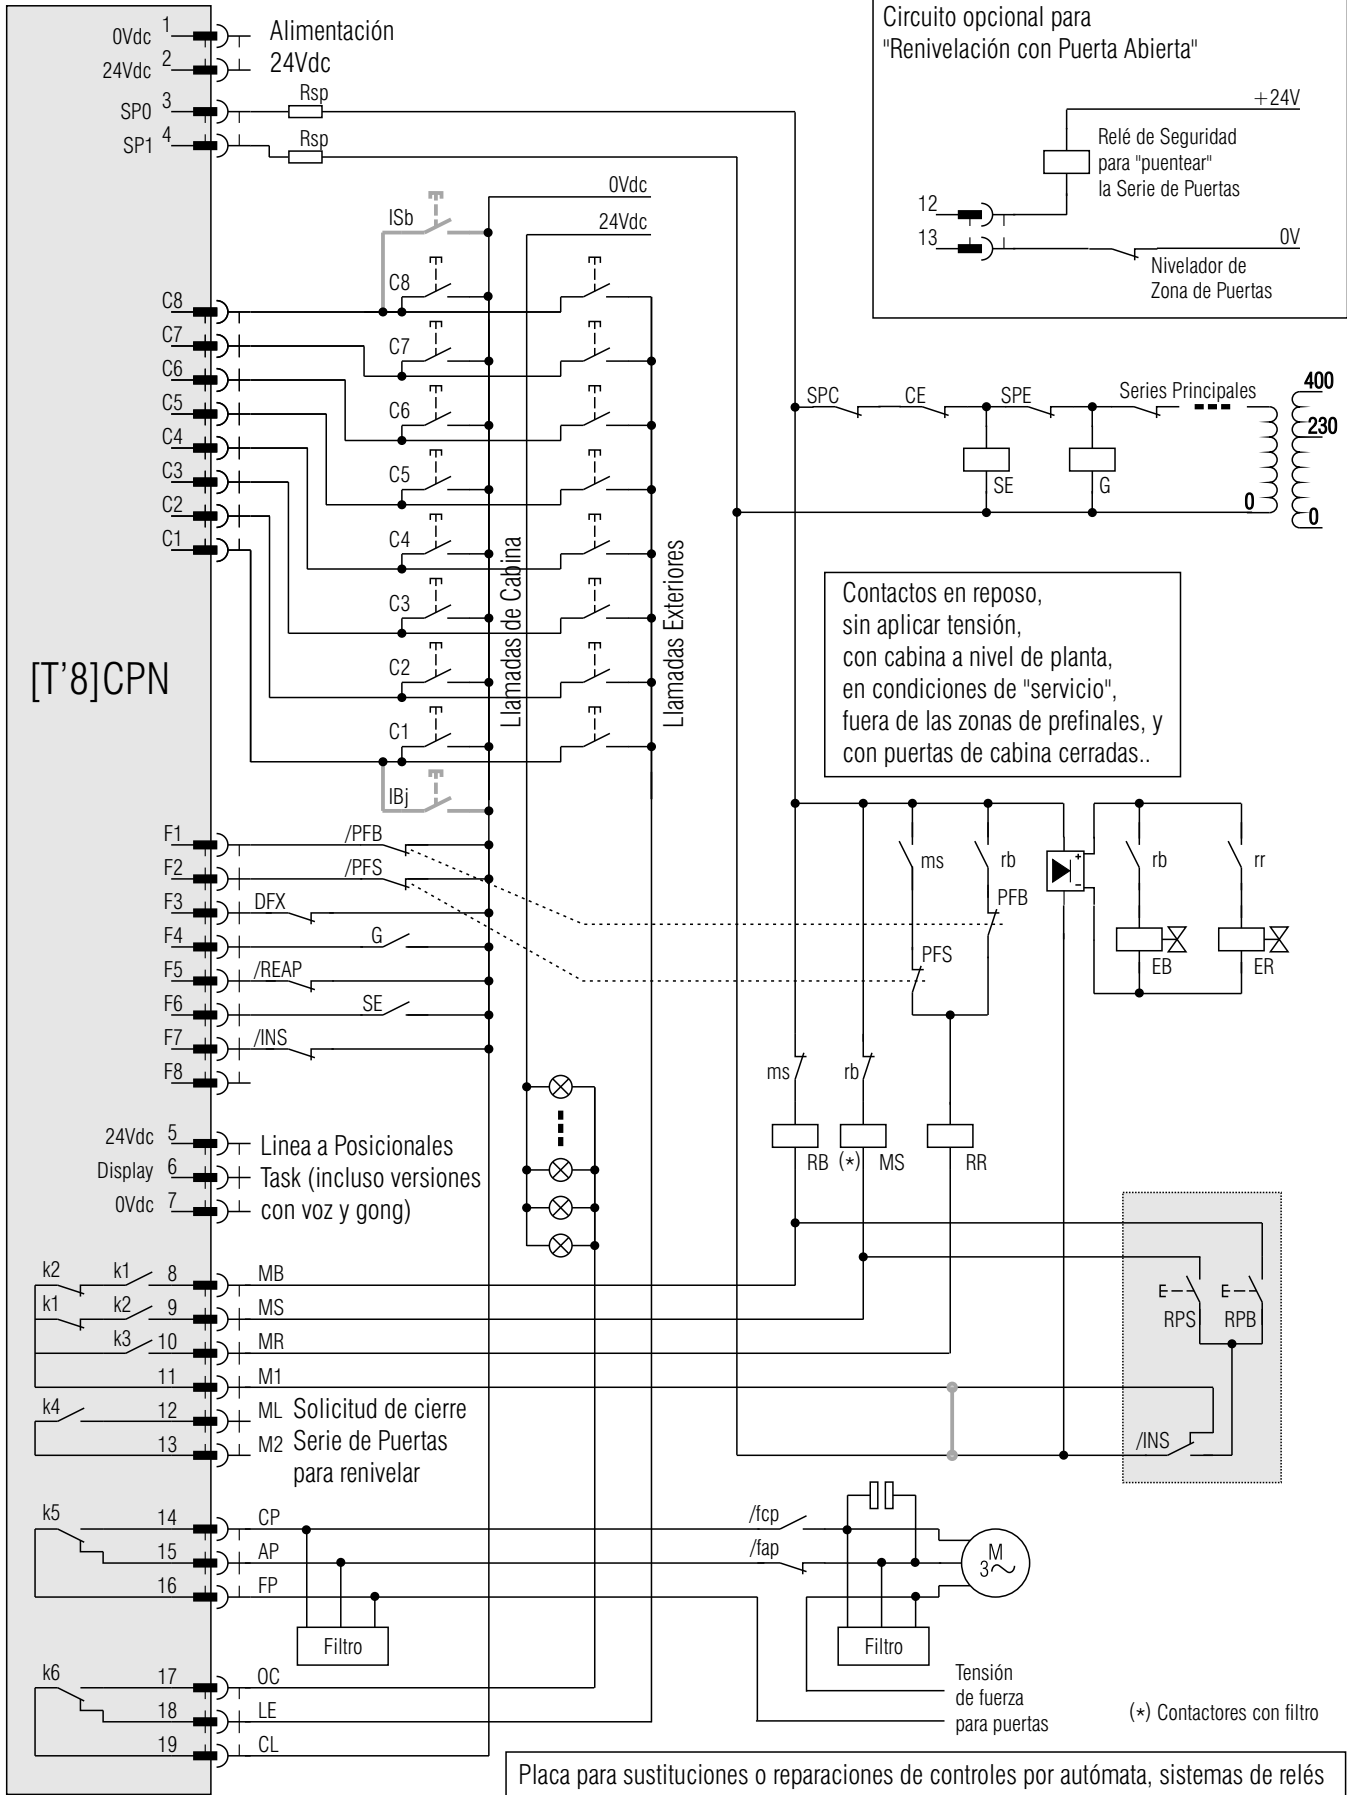 Circuito opcional para
"Renivelación con Puerta Abierta"
+24V
Relé de Seguridad
para "puentear"
la Serie de Puertas
12
13
0V
Nivelador de
Zona de Puertas
0Vdc 1
Alimentación
24Vdc 2
24Vdc
SP0 3
Rsp
SP1 4
Rsp
0Vdc
24Vdc
ISb
C8
C8
C7
C7
C6
C6
C5
C5
C4
C4
C3
C3
C2
C2
C1
C1
IBj
Llamadas de Cabina
Llamadas Exteriores
SPC
CE
SPE
Series Principales
SE
G
400
230
0
0
[T'8]CPN
Contactos en reposo,
sin aplicar tensión,
con cabina a nivel de planta,
en condiciones de "servicio",
fuera de las zonas de prefinales, y
con puertas de cabina cerradas..
F1 /PFB
F2 /PFS
F3 DFX
F4 G
F5 /REAP
F6 SE
F7 /INS
F8
ms
rb
PFB
PFS
+
-
rb
rr
EB
ER
ms
rb
RB
(*) MS
RR
24Vdc 5
Display 6
0Vdc 7
Linea a Posicionales
Task (incluso versiones
con voz y gong)
k2 k1 8 MB
k1 k2 9 MS
k3 10 MR
11 M1
k4 12 ML
13 M2
Solicitud de cierre
Serie de Puertas
para renivelar
RPS
RPB
/INS
k5 14 CP
15 AP
16 FP
/fcp
/fap
M
3~
Filtro
Filtro
k6 17 OC
18 LE
19 CL
Tensión
de fuerza
para puertas
(*) Contactores con filtro
Placa para sustituciones o reparaciones de controles por autómata, sistemas de relés